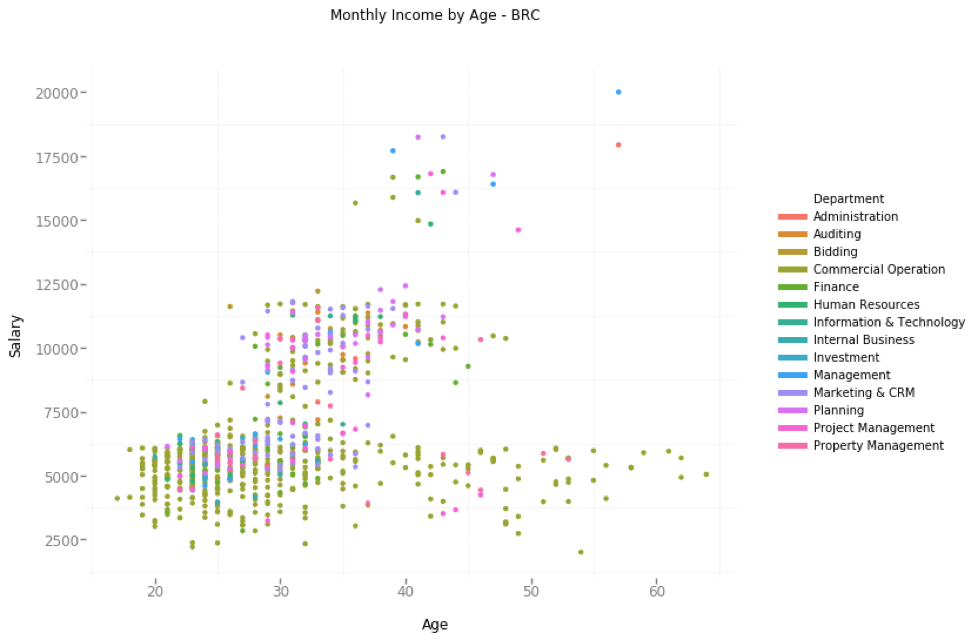 Monthly Income by Age - BRC
20000
17500
15000
12500
10000
7500
5000
2500
Salary
20
30
40
50
60
Age
Department
Administration
Auditing
Bidding
Commercial Operation
Finance
Human Resources
Information & Technology
Internal Business
Investment
Management
Marketing & CRM
Planning
Project Management
Property Management